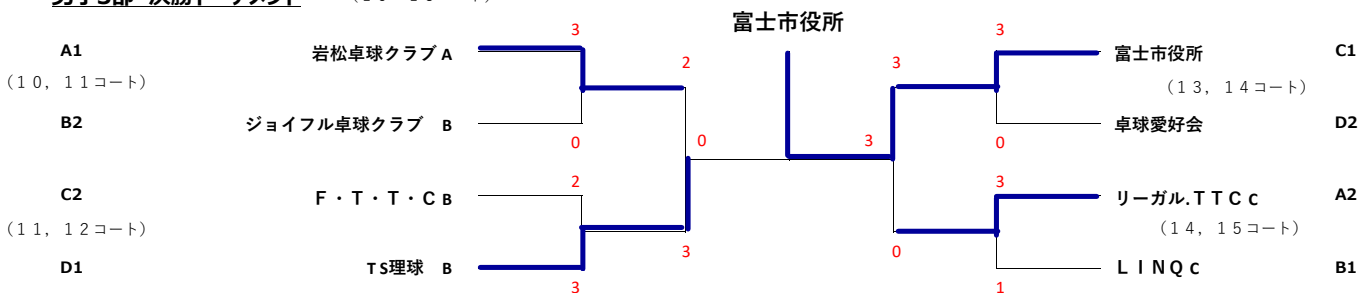 富士市役所
3 3
A1 岩松卓球クラブ A 2 3 富士市役所 C1
（１０，１１コート） （１３，１４コート）
B2 ジョイフル卓球クラブ B 卓球愛好会 D2
0 0 3 0
C2 F・T・T・C B 2 3 リーガル.TTC C A2
（１１，１２コート） （１４，１５コート）
3 0
D1 TS理球 B LINQ C B1
3 1